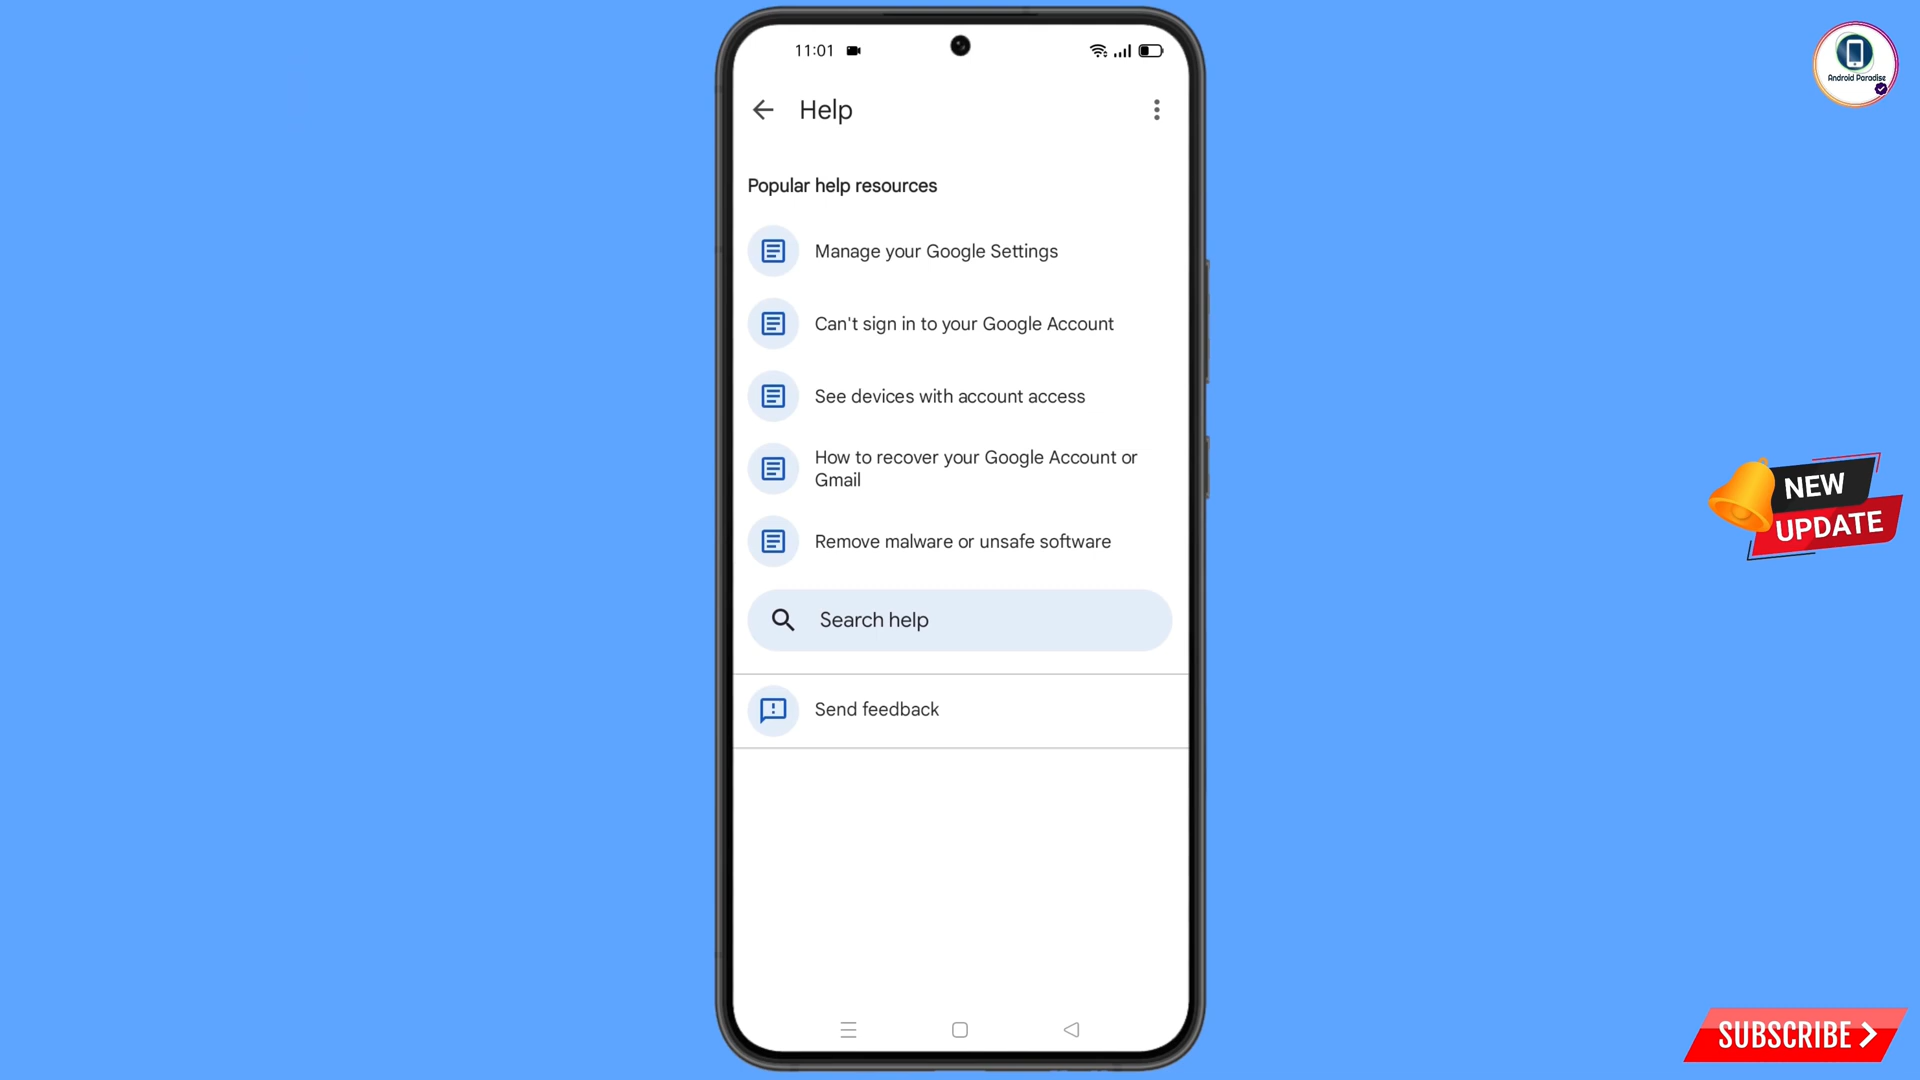 11:01
Android Paradise
Help
Popular help resources
Manage your Google Settings
Can't sign in to your Google Account
See devices with account access
How to recover your Google Account or
Gmail
Remove malware or unsafe software
NEW
UPDATE
Search help
Send feedback
SUBSCRIBE